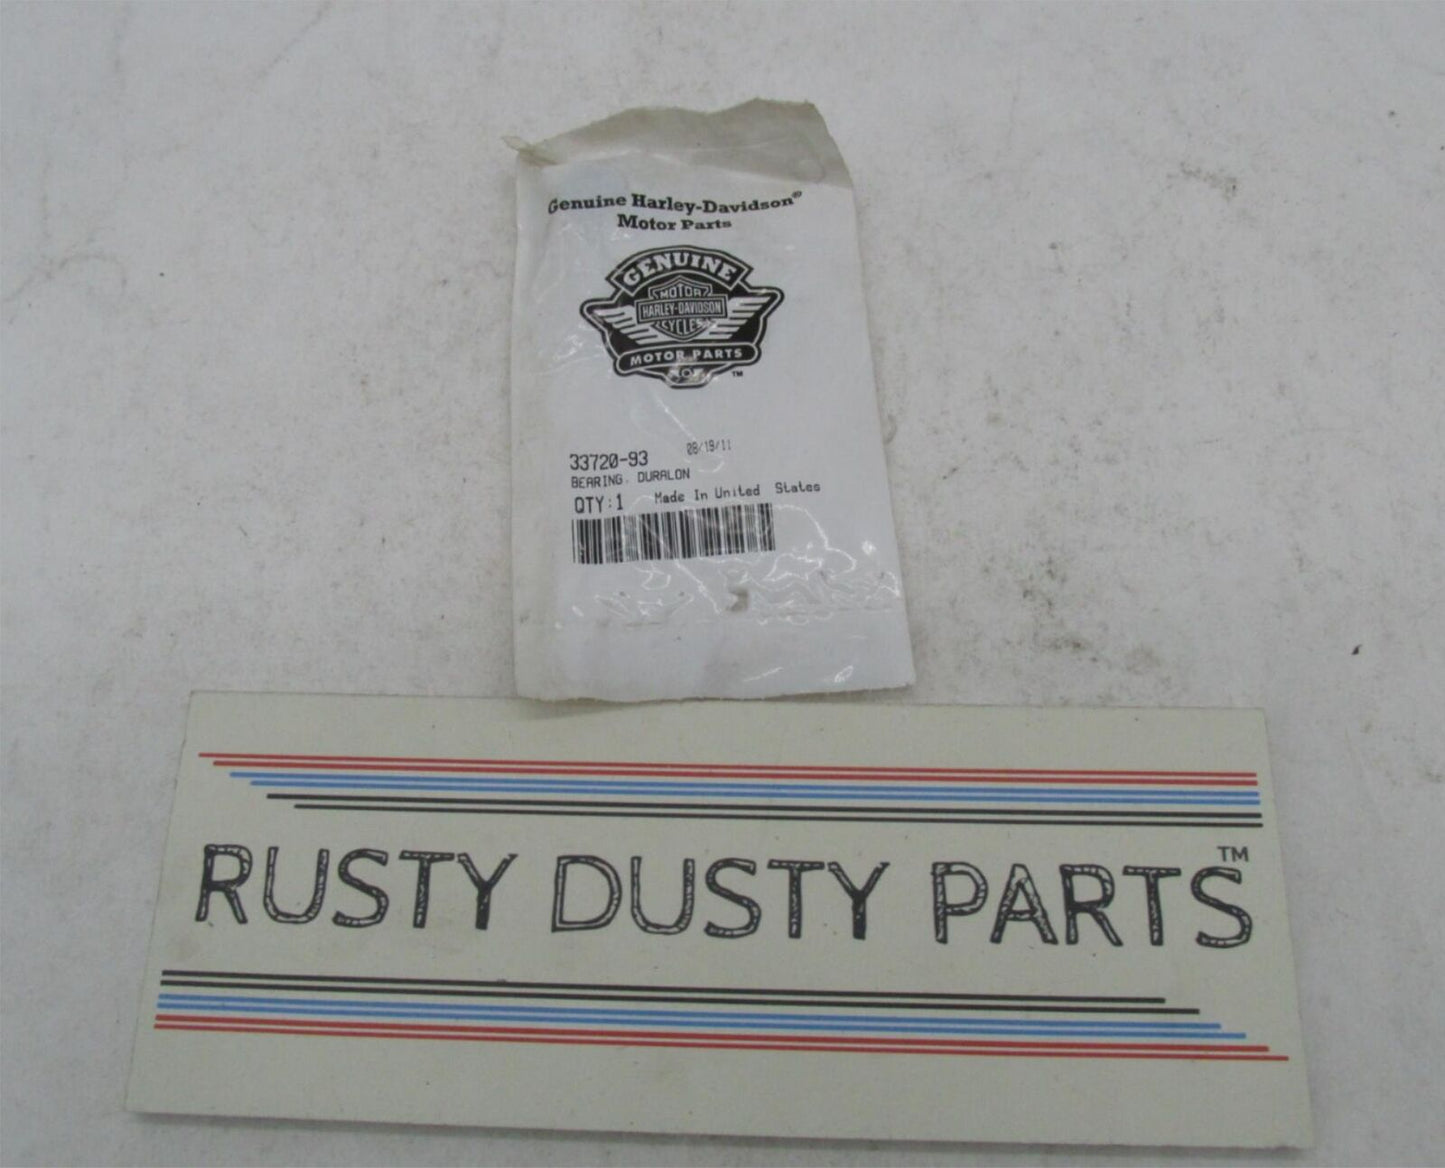 Genuine Harley-Davidson®
Motor Parts
GENUINE
MOTOR
HARLEY-DAVIDSON
CYCLES
MOTOR PARTS
™
33720-93 08/19/11
BEARING, DURALON
QTY:1 Made In United States
RUSTY DUSTY PARTS™